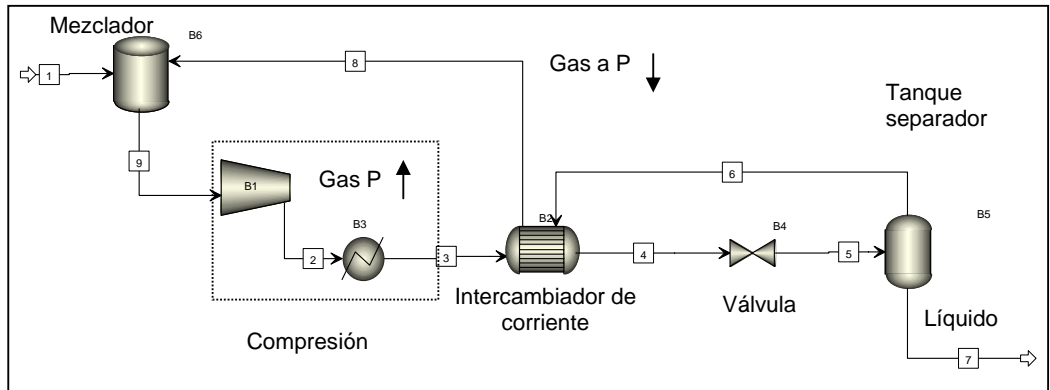 Mezclador
B6
1
8
Gas a P
Tanque
separador
9
B1
Gas P
6
B5
B3
B2
B4
2
3
4
5
Intercambiador de
corriente
Válvula
Líquido
Compresión
7